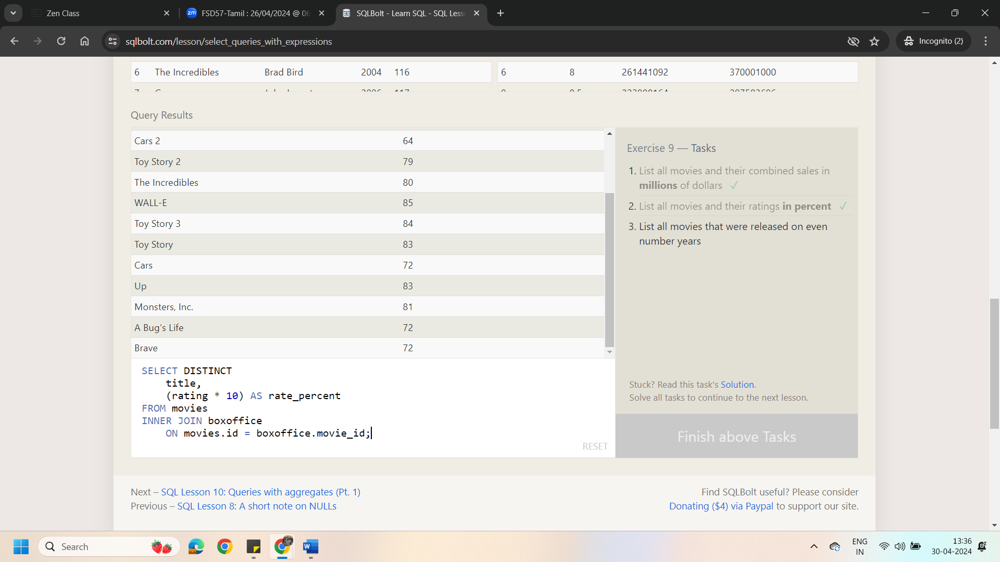 Zen Class
zm FSD57-Tamil : 26/04/2024 @ 06
SQLBolt - Learn SQL - SQL Less
sqlbolt.com/lesson/select_queries_with_expressions
Incognito (2)
6 The Incredibles Brad Bird 2004 116
6 8 261441092 370001000
Query Results
Cars 2 64
Toy Story 2 79
The Incredibles 80
WALL-E 85
Toy Story 3 84
Toy Story 83
Cars 72
Up 83
Monsters, Inc. 81
A Bug's Life 72
Brave 72
SELECT DISTINCT
title,
(rating * 10) AS rate_percent
FROM movies
INNER JOIN boxoffice
ON movies.id = boxoffice.movie_id;
RESET
Exercise 9 — Tasks
1. List all movies and their combined sales in
millions of dollars ✓
2. List all movies and their ratings in percent ✓
3. List all movies that were released on even
number years
Stuck? Read this task's Solution.
Solve all tasks to continue to the next lesson.
Finish above Tasks
Next – SQL Lesson 10: Queries with aggregates (Pt. 1)
Previous – SQL Lesson 8: A short note on NULLs
Find SQLBolt useful? Please consider
Donating ($4) via Paypal to support our site.
Search
ENG
IN
13:36
30-04-2024